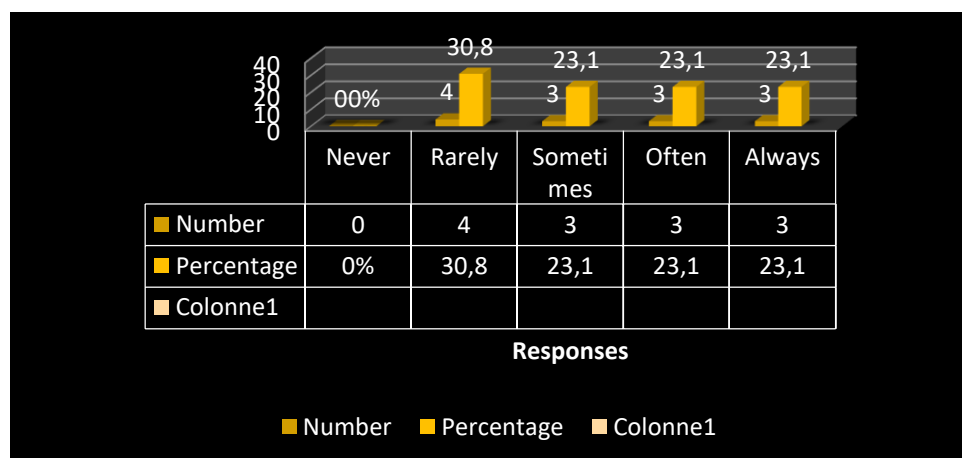 30,8 23,1 23,1 23,1
40
30
20
10
0
00% 4 3 3 3
Never Rarely Someti Often Always
mes
Number 0 4 3 3 3
Percentage 0% 30,8 23,1 23,1 23,1
Colonne1
Responses
Number Percentage Colonne1